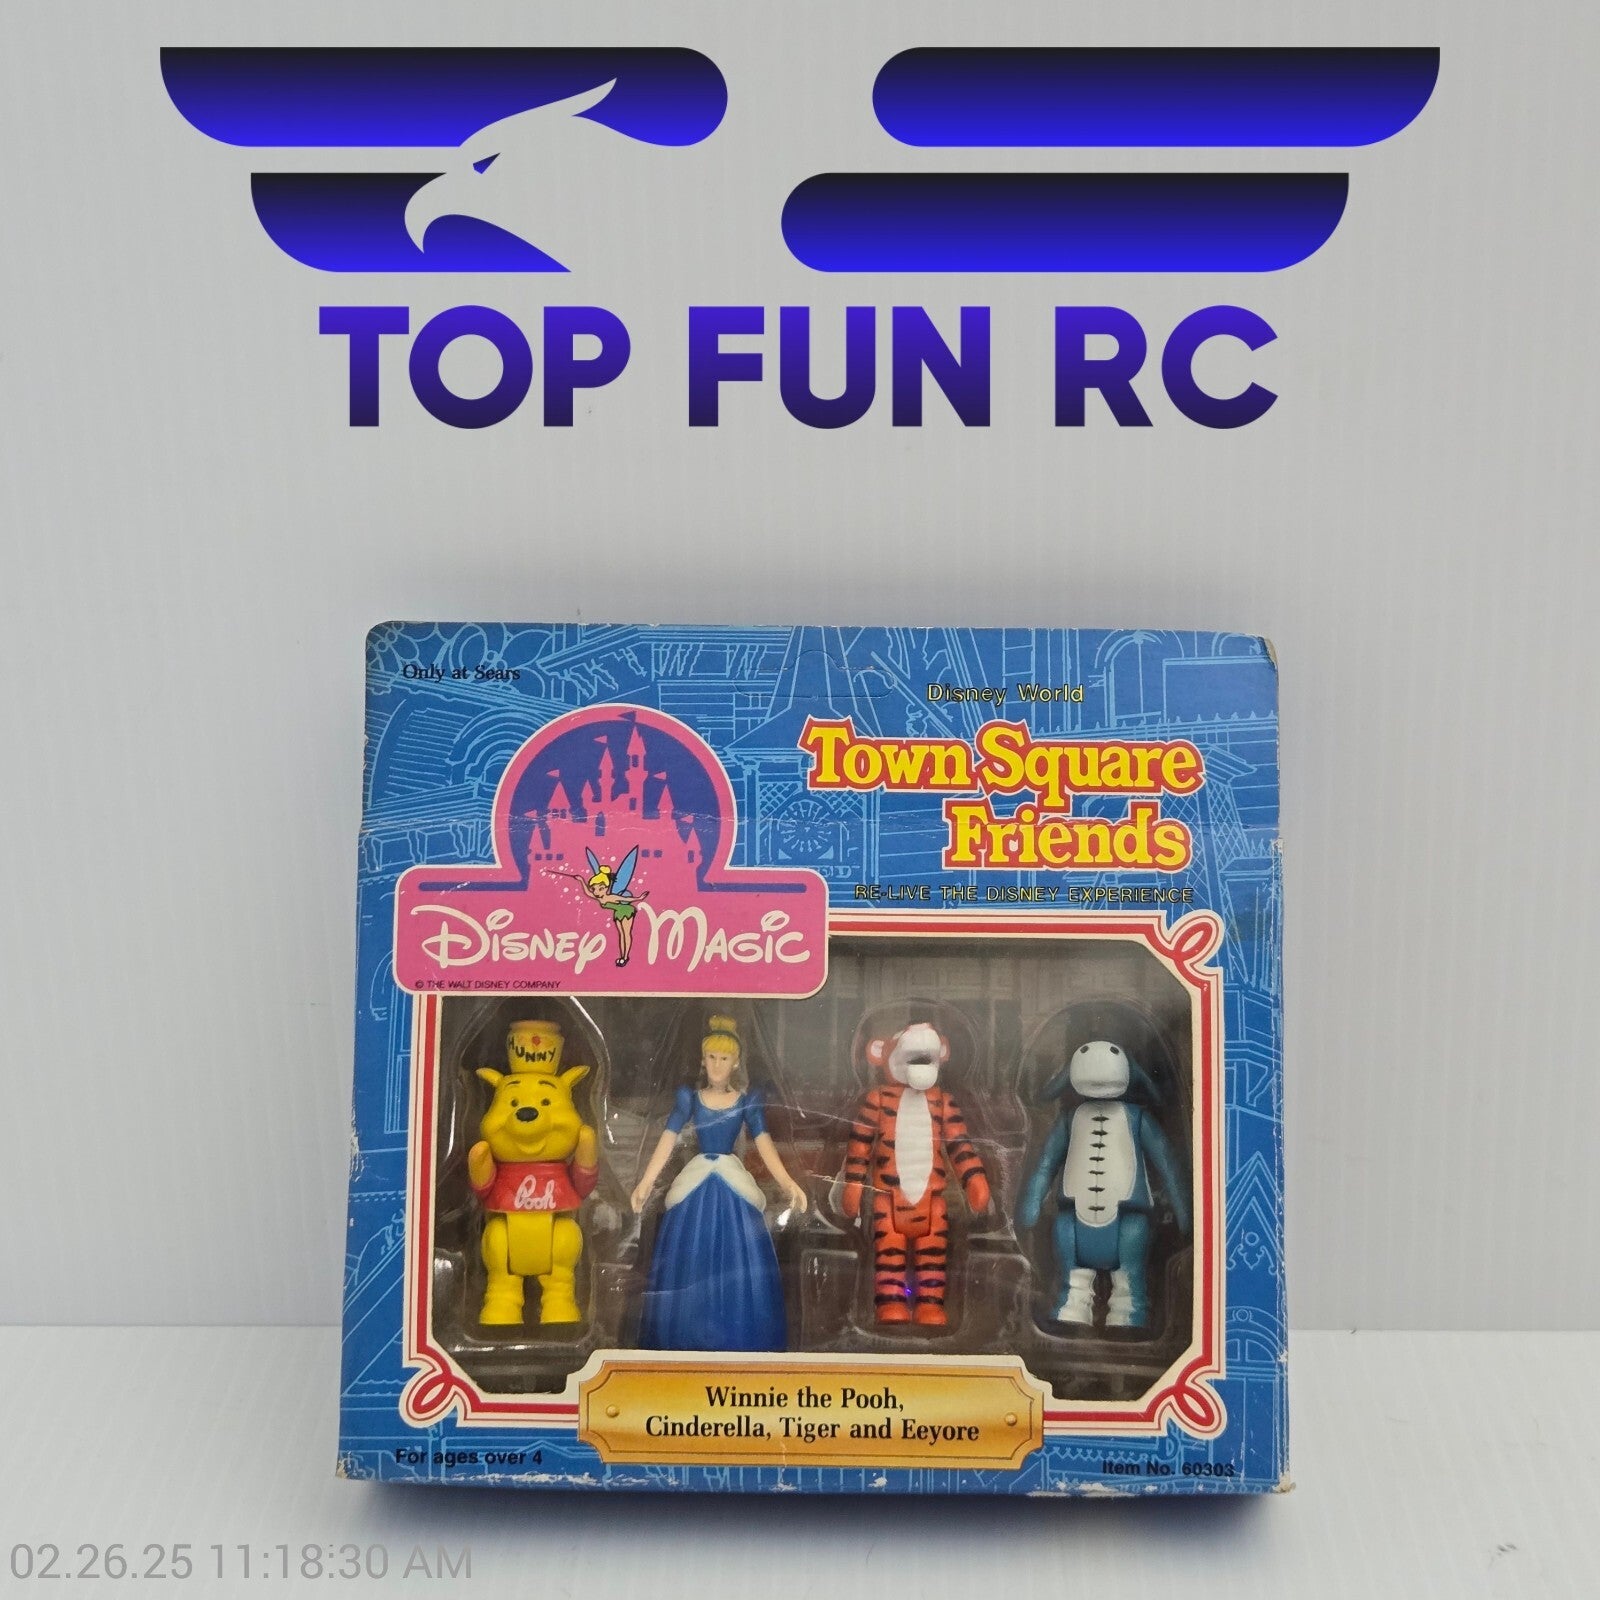 TOP FUN RC
Only at Sears
Disney World
Town Square
Friends
RE-LIVE THE DISNEY EXPERIENCE
DISNEY MAGIC
© THE WALT DISNEY COMPANY
HUNNY
Pooh
Winnie the Pooh,
Cinderella, Tiger and Eeyore
For ages over 4
Item No. 60303
02.26.25 11:18:30 AM